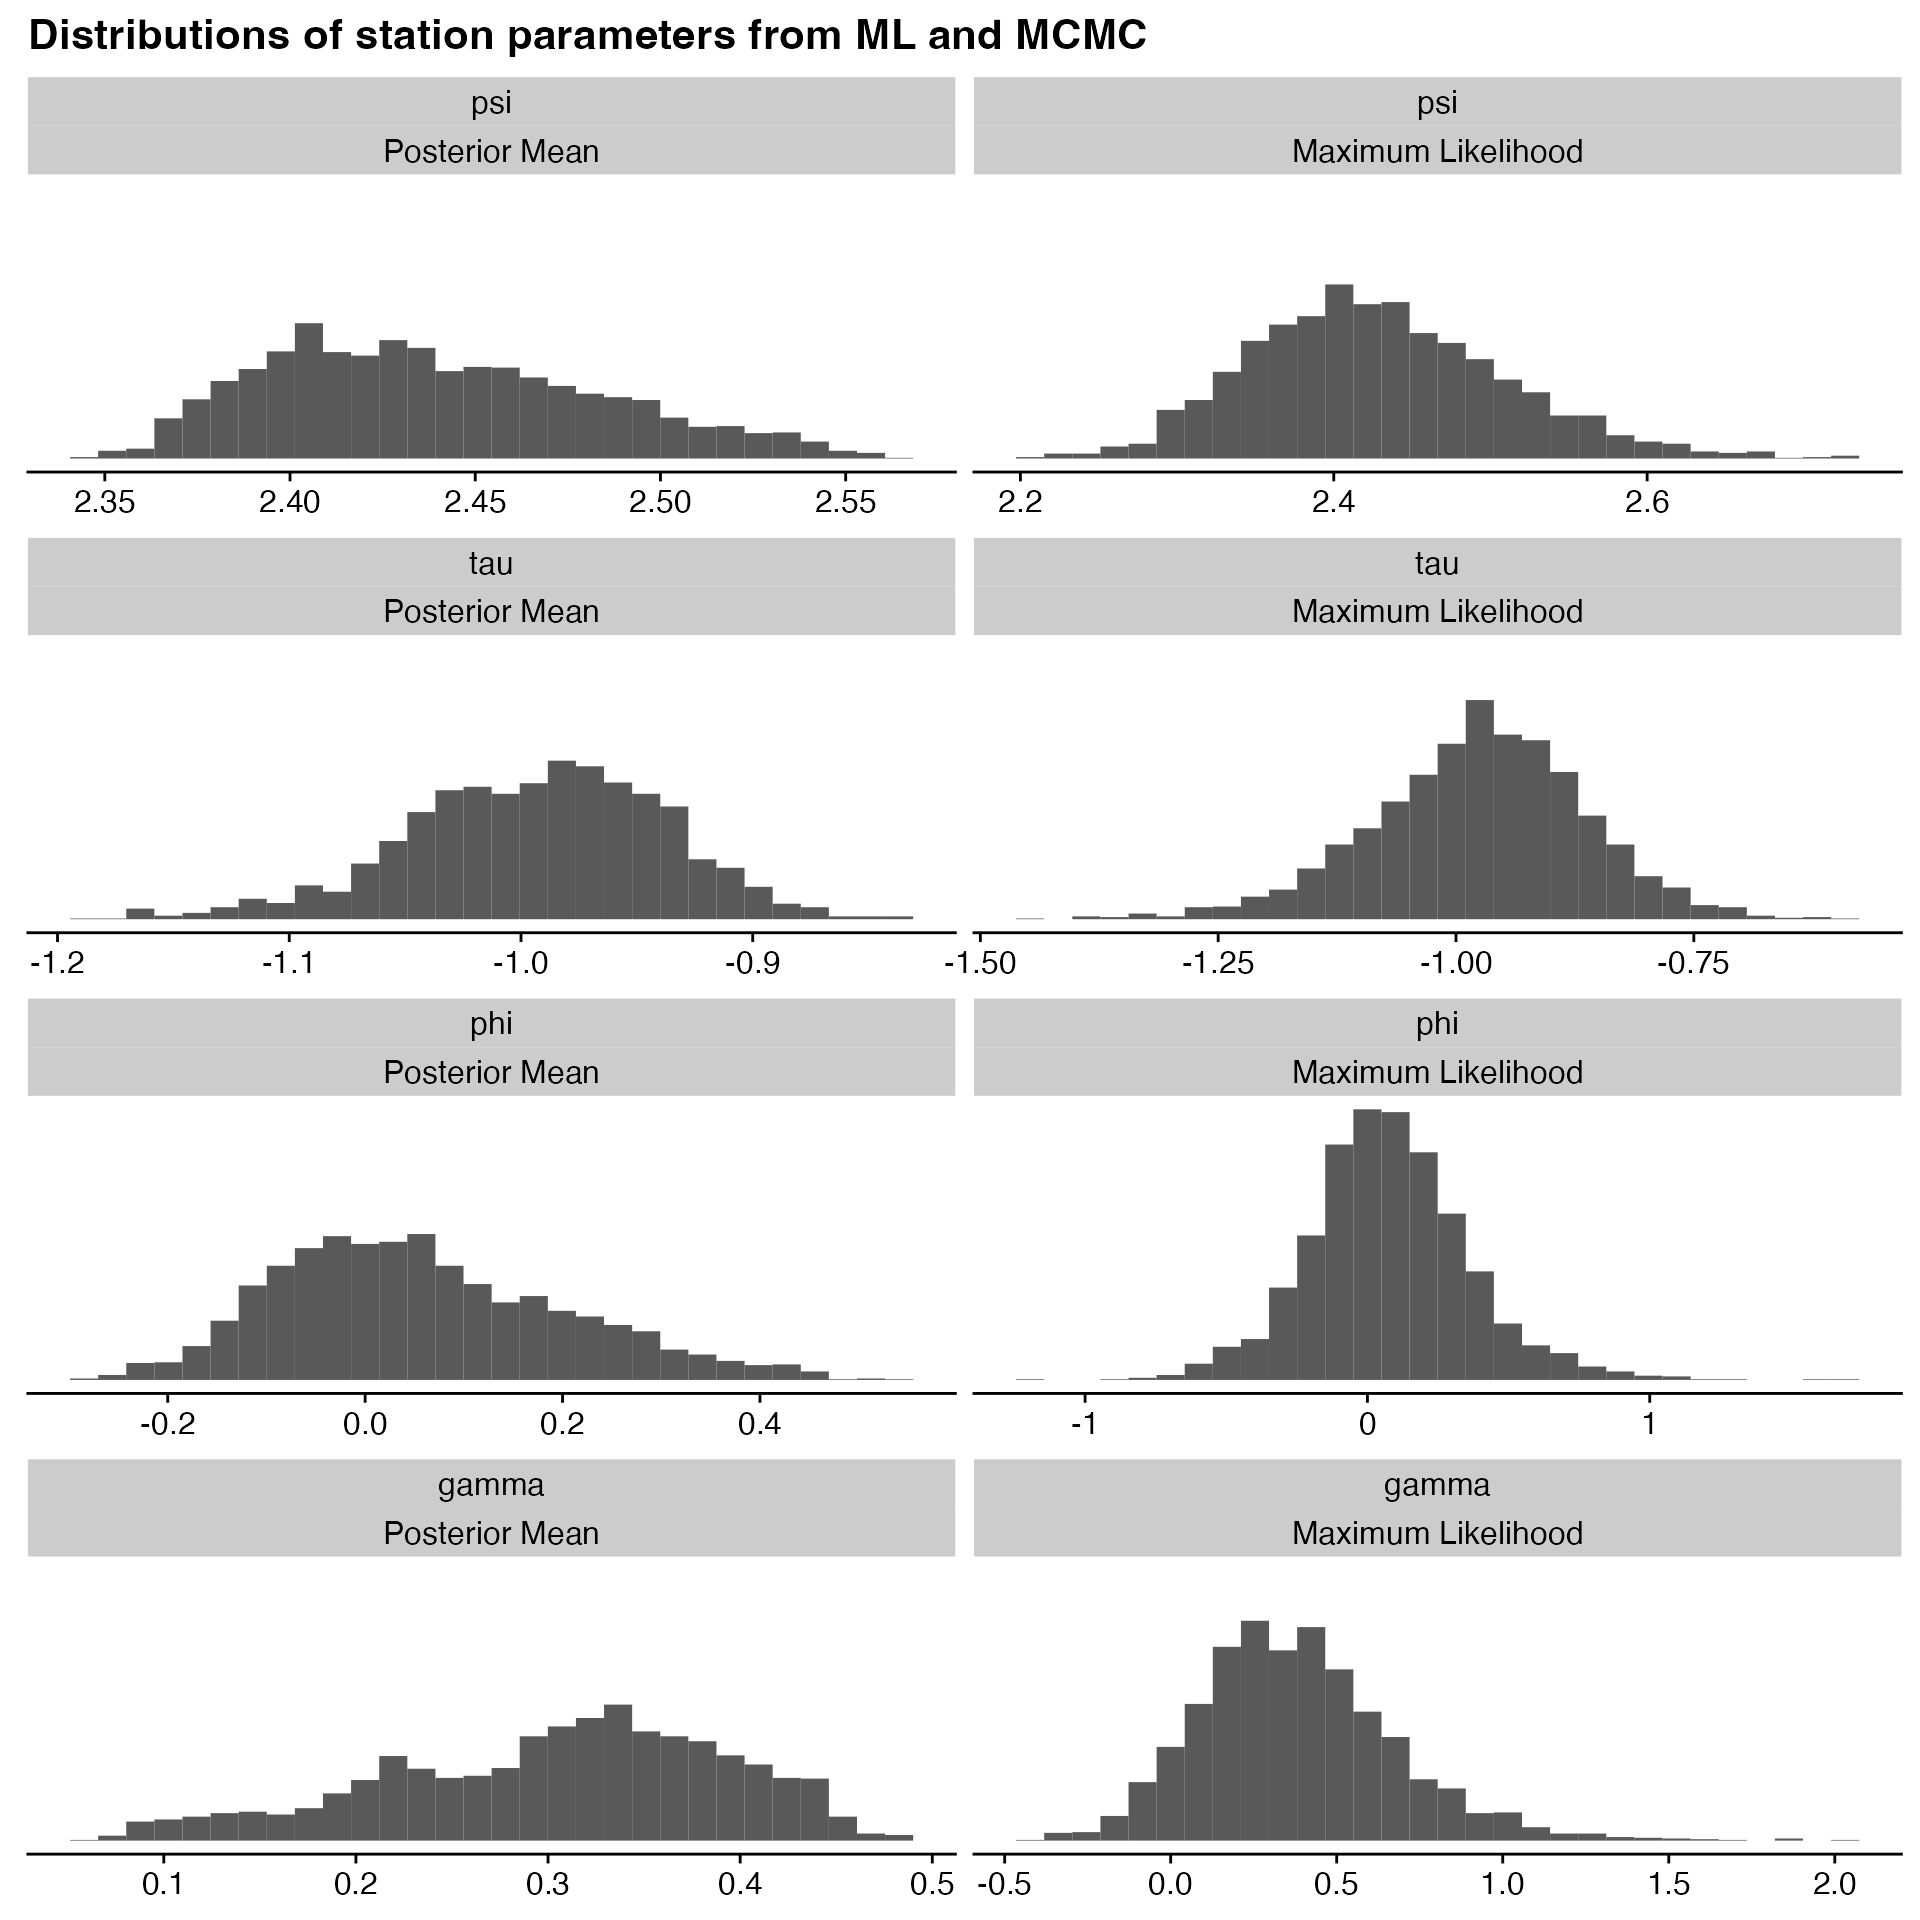 Distributions of station parameters from ML and MCMC
psi
Posterior Mean
psi
Maximum Likelihood
2.35 2.40 2.45 2.50 2.55
2.2 2.4 2.6
tau
Posterior Mean
tau
Maximum Likelihood
-1.2 -1.1 -1.0 -0.9
-1.50 -1.25 -1.00 -0.75
phi
Posterior Mean
phi
Maximum Likelihood
-0.2 0.0 0.2 0.4
-1 0 1
gamma
Posterior Mean
gamma
Maximum Likelihood
0.1 0.2 0.3 0.4 0.5
-0.5 0.0 0.5 1.0 1.5 2.0